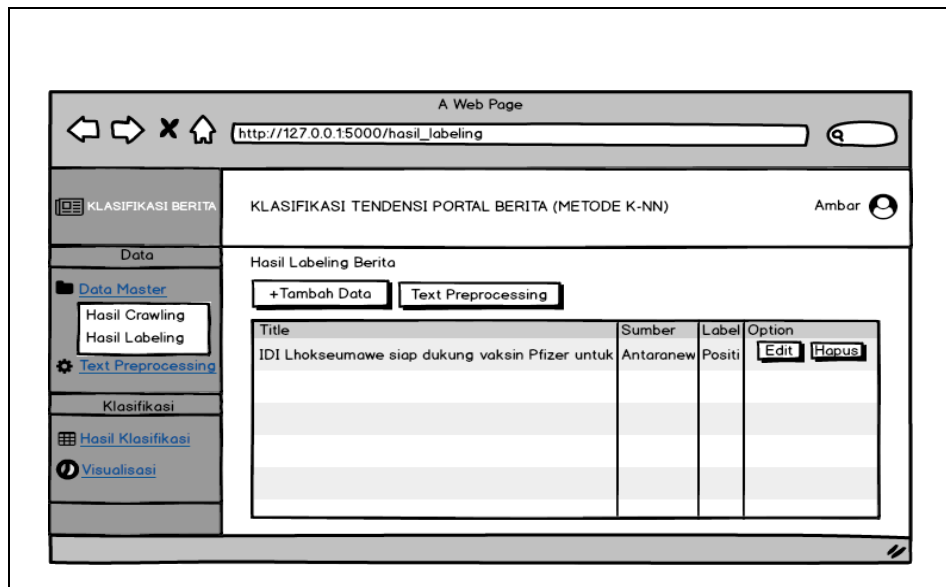 A Web Page
http://127.0.0.1:5000/hasil_labeling
KLASIFIKASI BERITA
KLASIFIKASI TENDENSI PORTAL BERITA (METODE K-NN)
Ambar
Data
Data Master
Hasil Crawling
Hasil Labeling
Text Preprocessing
Klasifikasi
Hasil Klasifikasi
Visualisasi
Hasil Labeling Berita
+Tambah Data Text Preprocessing
Title Sumber Label Option
IDI Lhokseumawe siap dukung vaksin Pfizer untuk Antaranew Positi Edit Hapus